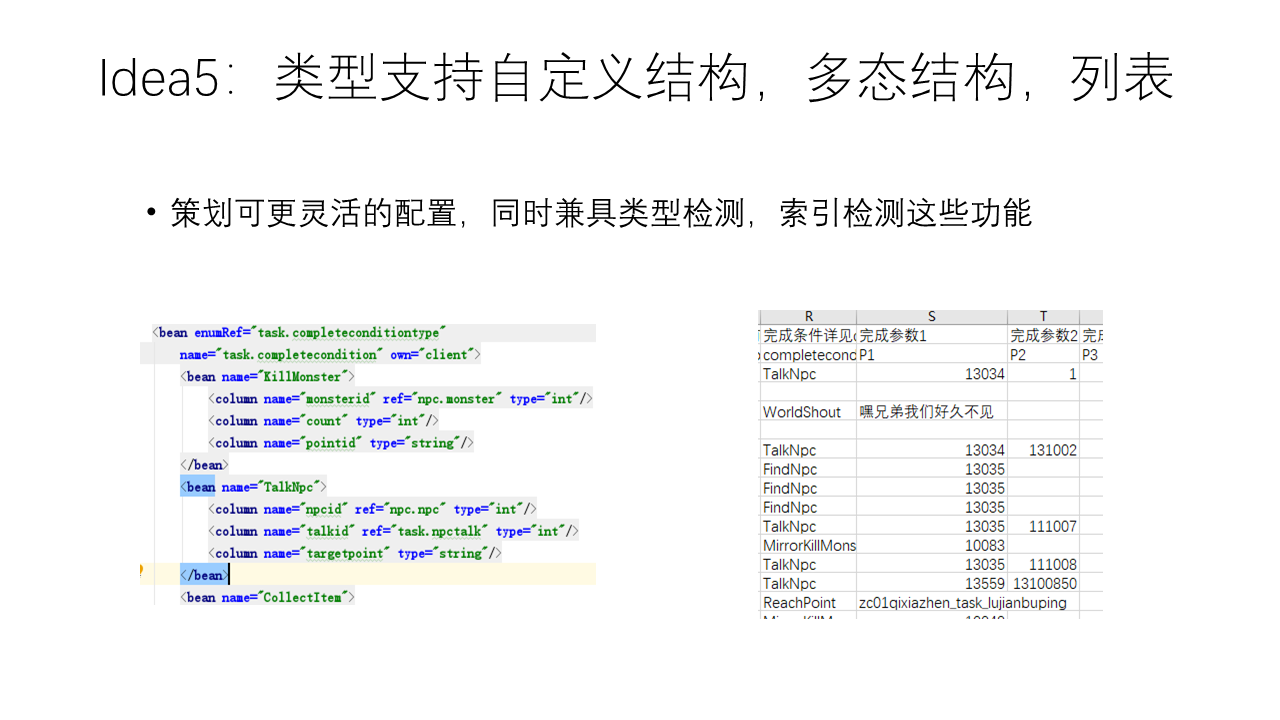 Idea5：类型支持自定义结构，多态结构，列表
• 策划可更灵活的配置，同时兼具类型检测，索引检测这些功能
<bean enumRef="task.completeconditiontype"
name="task.completecondition" own="client">
<bean name="KillMonster">
<column name="monsterid" ref="npc.monster" type="int"/>
<column name="count" type="int"/>
<column name="pointid" type="string"/>
</bean>
<bean name="TalkNpc">
<column name="npcid" ref="npc.npc" type="int"/>
<column name="talkid" ref="task.npctalk" type="int"/>
<column name="targetpoint" type="string"/>
</bean>
<bean name="CollectItem">
R S T
完成条件详见 完成参数1 完成参数2 完
completecond P1 P2 P3
TalkNpc 13034 1
WorldShout 嘿兄弟我们好久不见
TalkNpc 13034 131002
FindNpc 13035
FindNpc 13035
FindNpc 13035
TalkNpc 13035 111007
MirrorKillMons 10083
TalkNpc 13035 111008
TalkNpc 13559 13100850
ReachPoint zc01qixiazhen_task_lujianbuping